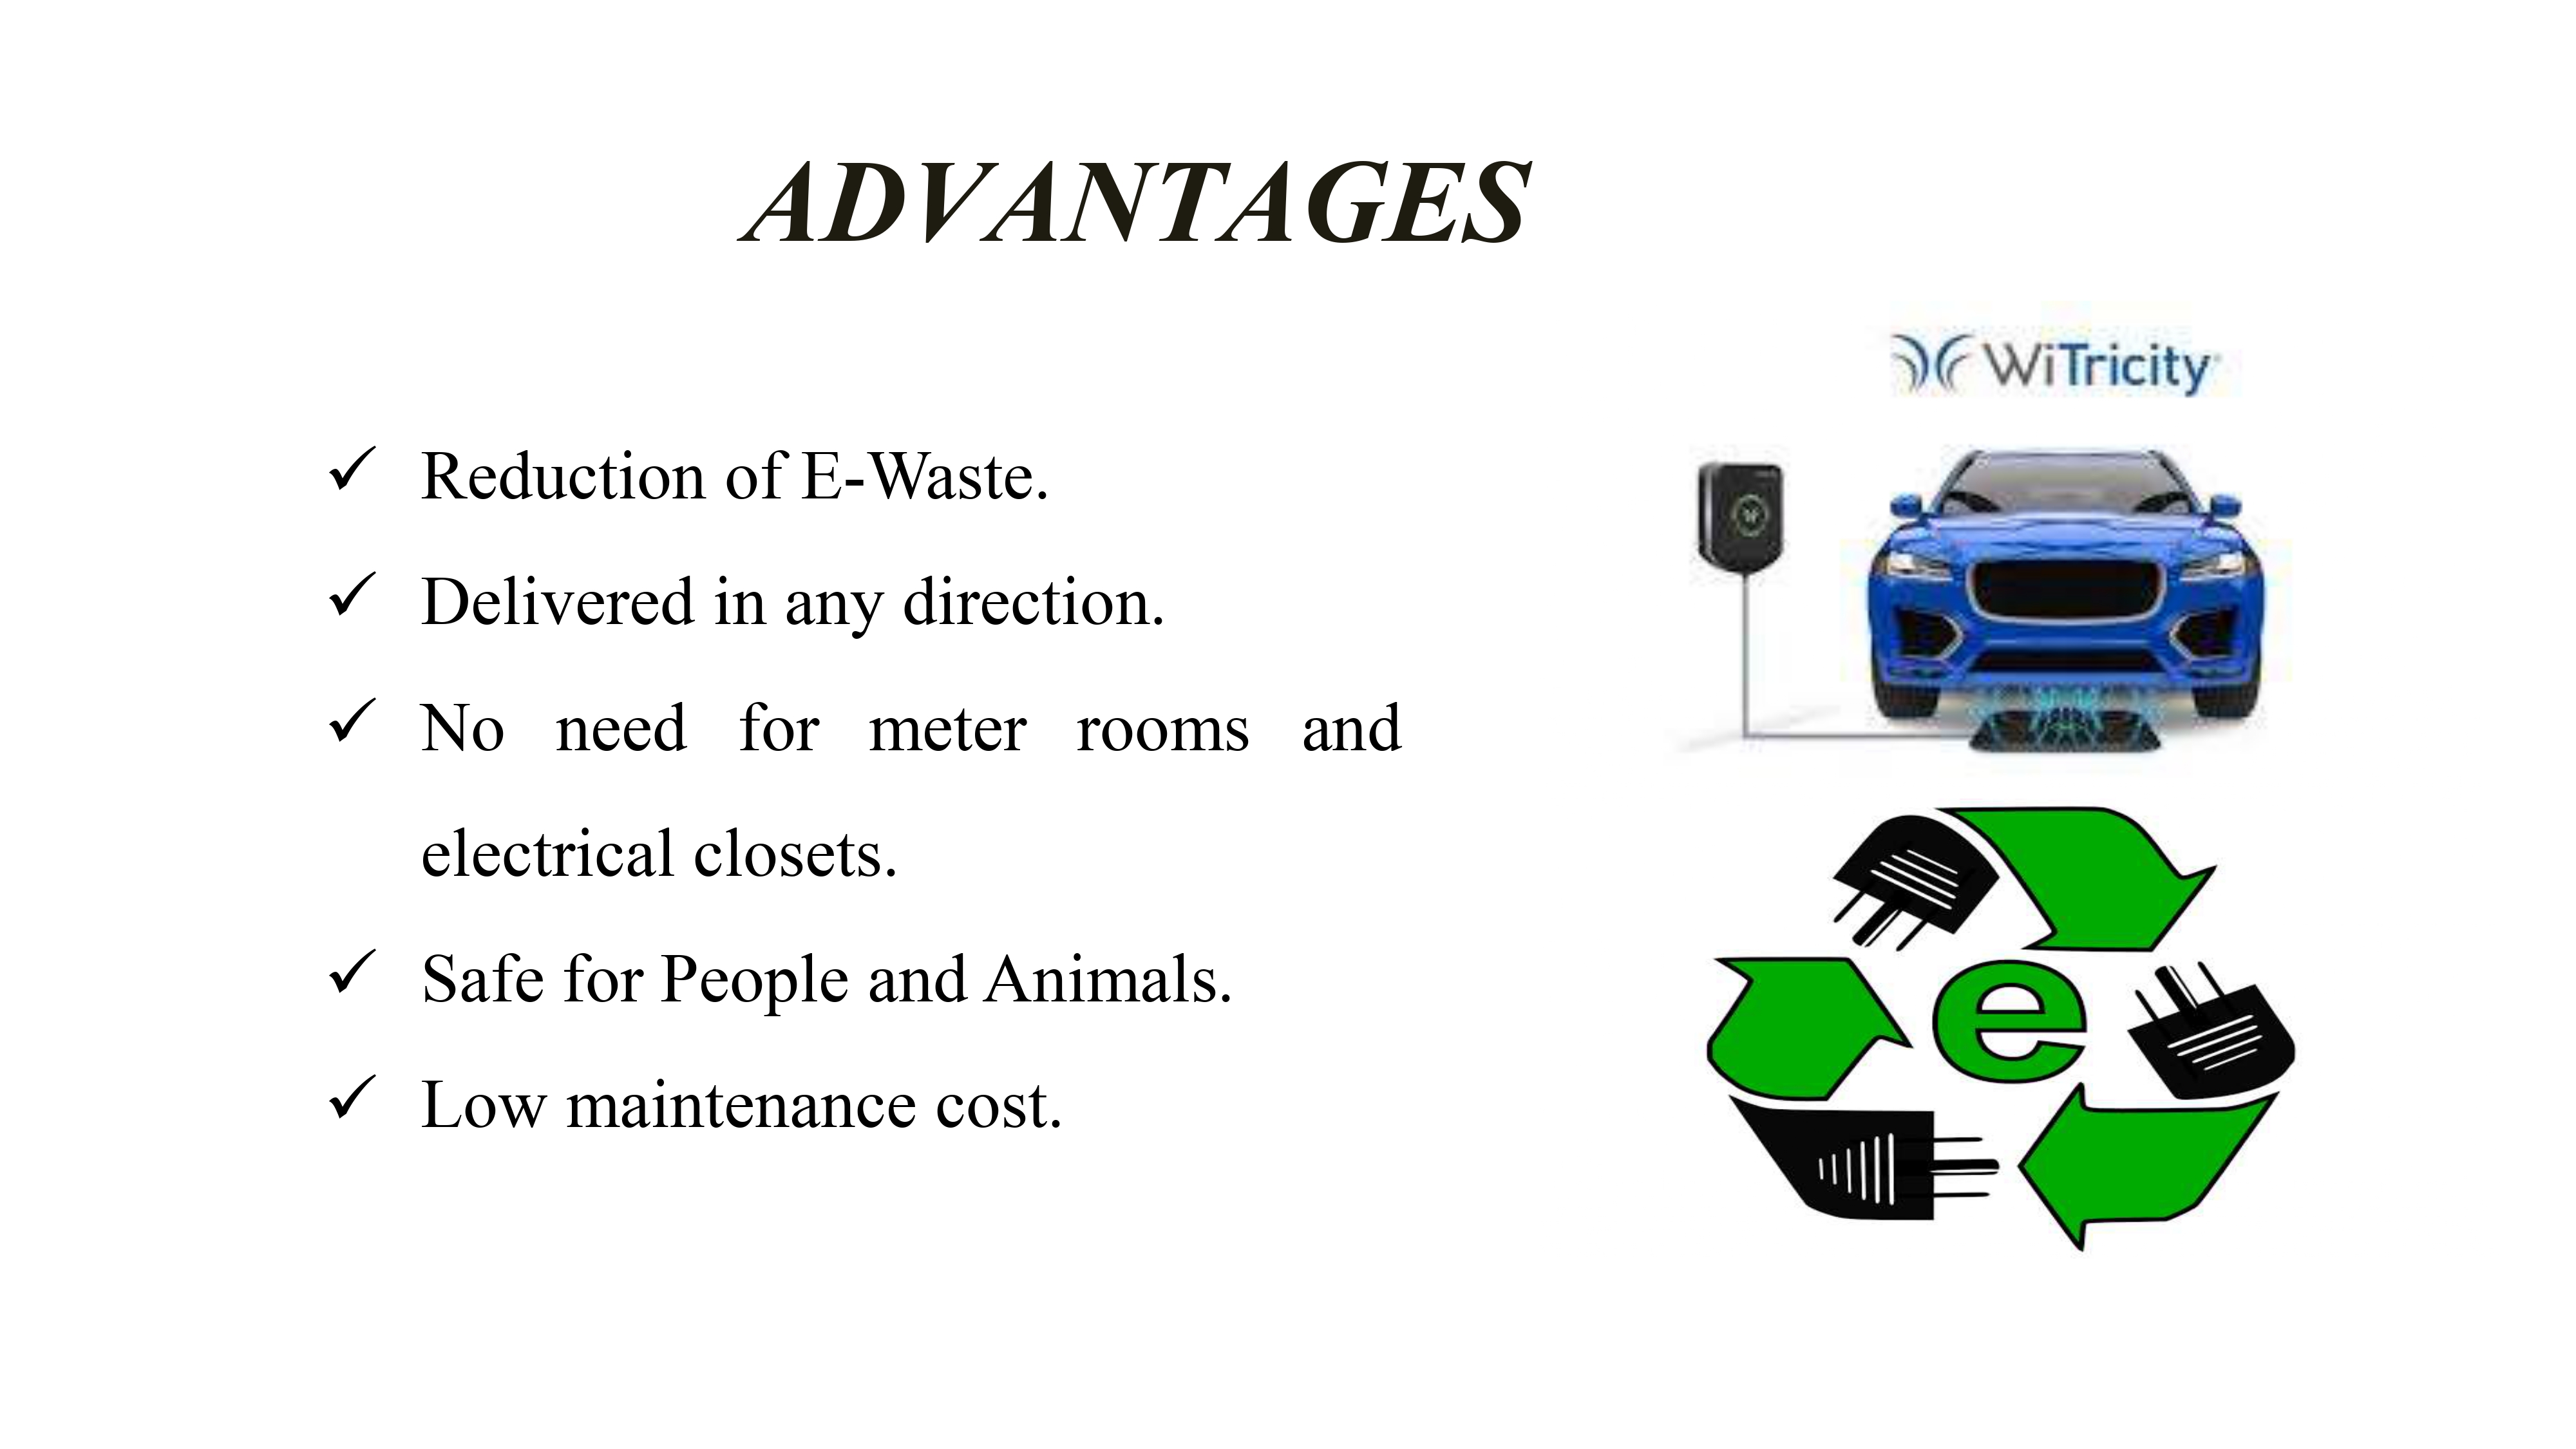 ADVANTAGES
WiTricity
✓ Reduction of E-Waste.
✓ Delivered in any direction.
✓ No need for meter rooms and
electrical closets.
✓ Safe for People and Animals.
✓ Low maintenance cost.
e